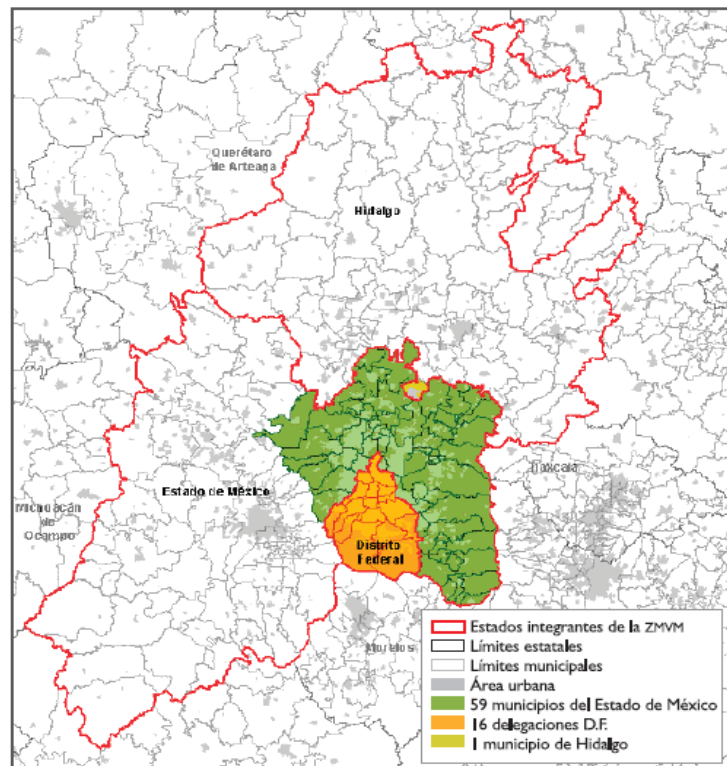 Querétaro
de Arteaga
Hidalgo
Tlaxcala
Estado de México
Michoacán
de
Ocampo
Distrito
Federal
Morelos
Estados integrantes de la ZMVM
Límites estatales
Límites municipales
Área urbana
59 municipios del Estado de México
16 delegaciones D.F.
1 municipio de Hidalgo